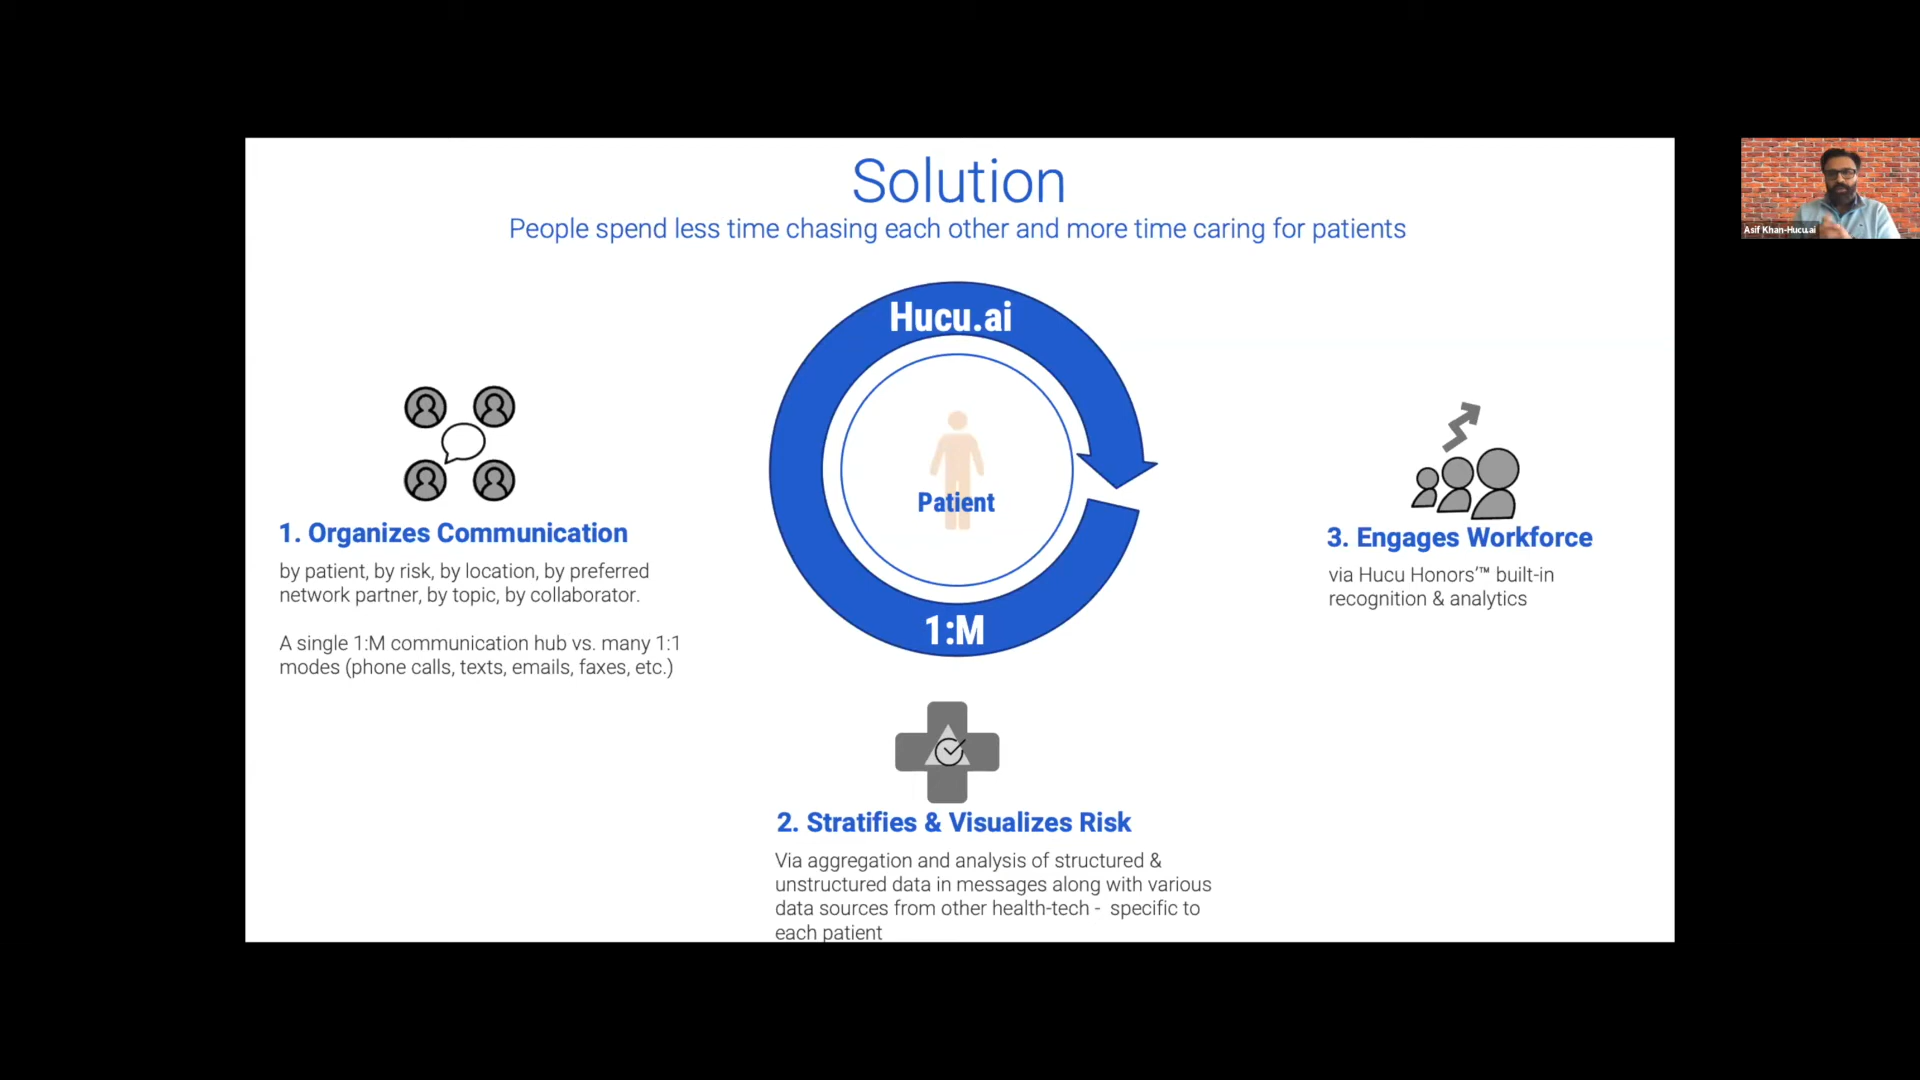 Solution
People spend less time chasing each other and more time caring for patients
Hucu.ai
Patient
1:M
1. Organizes Communication
by patient, by risk, by location, by preferred
network partner, by topic, by collaborator.
A single 1:M communication hub vs. many 1:1
modes (phone calls, texts, emails, faxes, etc.)
2. Stratifies & Visualizes Risk
Via aggregation and analysis of structured &
unstructured data in messages along with various
data sources from other health-tech - specific to
each patient
3. Engages Workforce
via Hucu Honors’™ built-in
recognition & analytics
Asif Khan-Hucu.ai